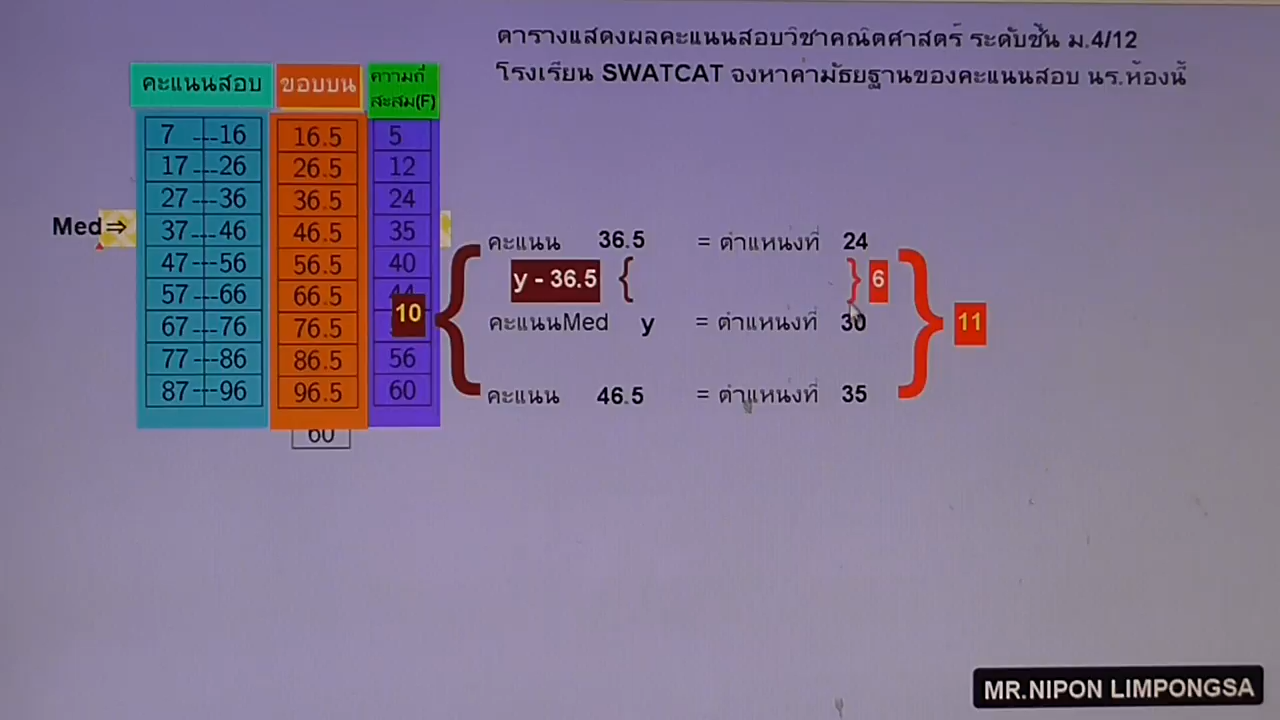 ตารางแสดงผลคะแนนสอบวิชาคณิตศาสตร์ ระดับชั้น ม.4/12
โรงเรียน SWATCAT จงหาค่ามัธยฐานของคะแนนสอบ นร.ห้องนี้
คะแนนสอบ ขอบบน ความถี่สะสม(F)
7 ---16 16.5 5
17---26 26.5 12
27---36 36.5 24
Med⇒ 37---46 46.5 35
47---56 56.5 40
57---66 66.5 44
67---76 76.5
77---86 86.5 56
87---96 96.5 60
60
คะแนน 36.5 = ตำแหน่งที่ 24
y - 36.5 { } 6
10 คะแนนMed y = ตำแหน่งที่ 30 11
คะแนน 46.5 = ตำแหน่งที่ 35
MR.NIPON LIMPONGSA